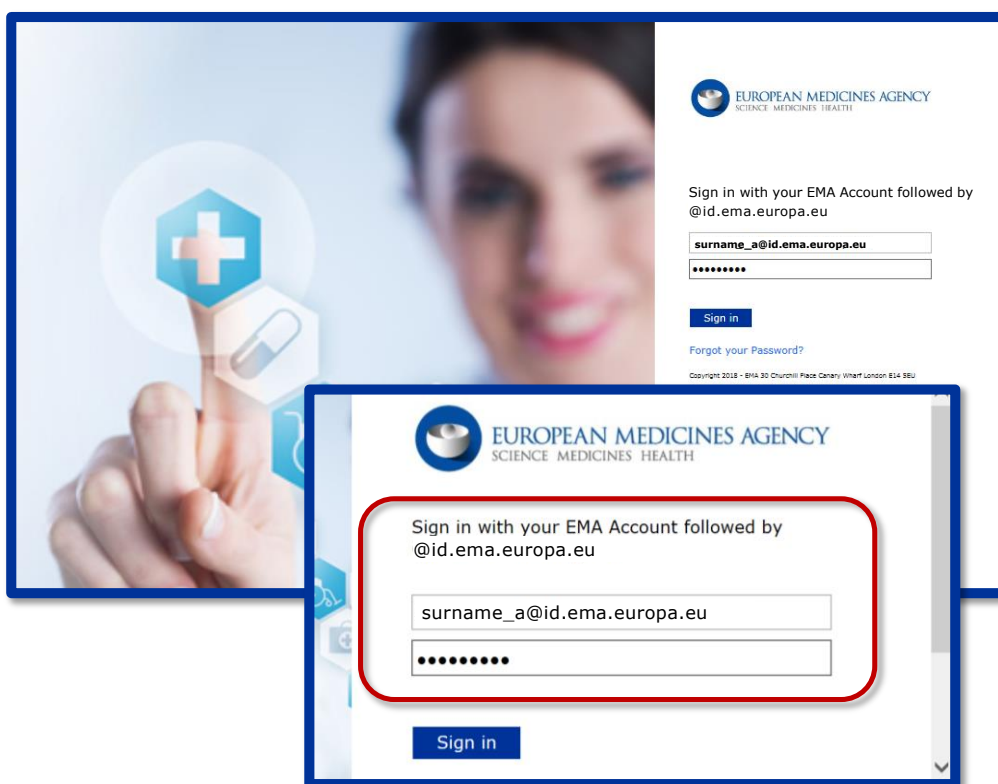 EUROPEAN MEDICINES AGENCY
SCIENCE MEDICINES HEALTH
Sign in with your EMA Account followed by
@id.ema.europa.eu
surname_a@id.ema.europa.eu
•••••••••
Sign in
Forgot your Password?
Copyright 2018 - EMA 30 Churchill Place Canary Wharf London E14 5EU
EUROPEAN MEDICINES AGENCY
SCIENCE MEDICINES HEALTH
Sign in with your EMA Account followed by
@id.ema.europa.eu
surname_a@id.ema.europa.eu
•••••••••
Sign in